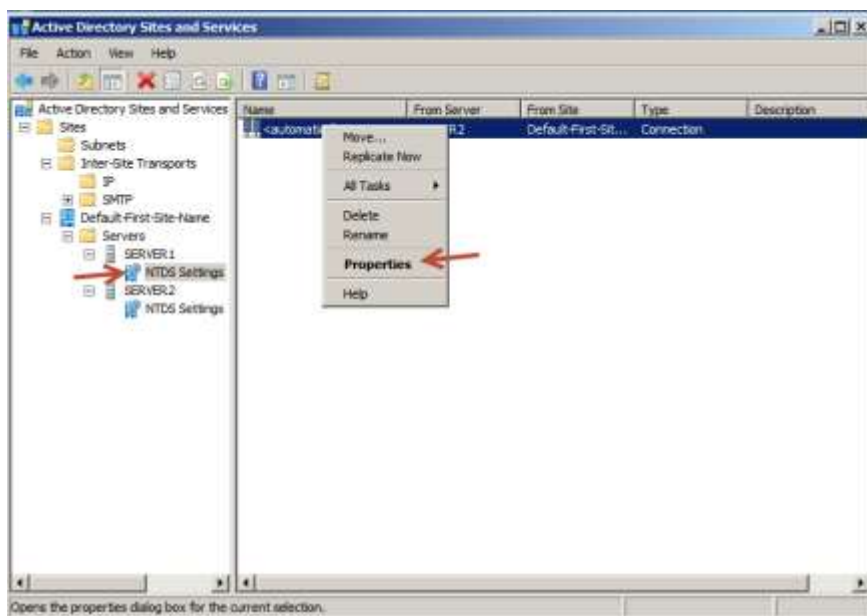 Active Directory Sites and Services
File Action View Help
Active Directory Sites and Services
Sites
Subnets
Inter-Site Transports
IP
SMTP
Default-First-Site-Name
Servers
SERVER1
NTDS Settings
SERVER2
NTDS Settings
Name From Server From Site Type Description
<automatic R2 Default-First-Sit... Connection
Move...
Replicate Now
All Tasks
Delete
Rename
Properties
Help
Opens the properties dialog box for the current selection.